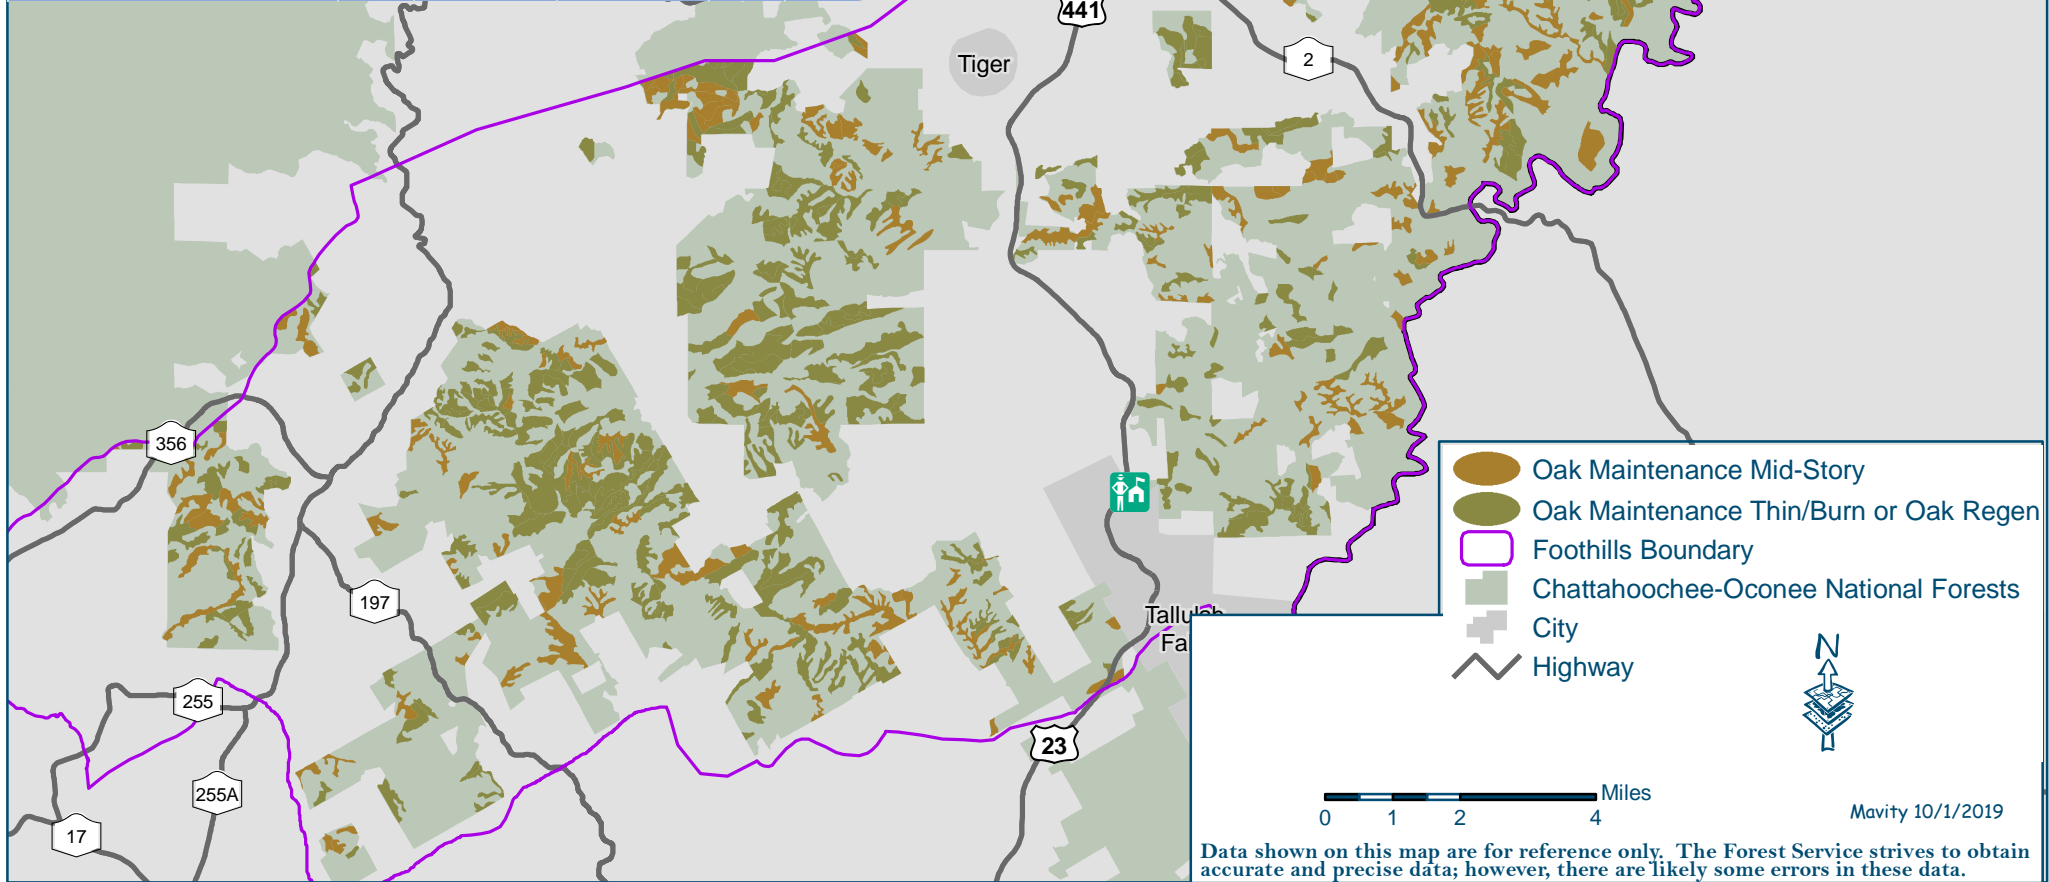 441
Tiger
2
356
197
Tallulah
Fa
255
23
255A
17
Oak Maintenance Mid-Story
Oak Maintenance Thin/Burn or Oak Regen
Foothills Boundary
Chattahoochee-Oconee National Forests
City
Highway
N
Miles
0 1 2 4
Mavity 10/1/2019
Data shown on this map are for reference only. The Forest Service strives to obtain
accurate and precise data; however, there are likely some errors in these data.